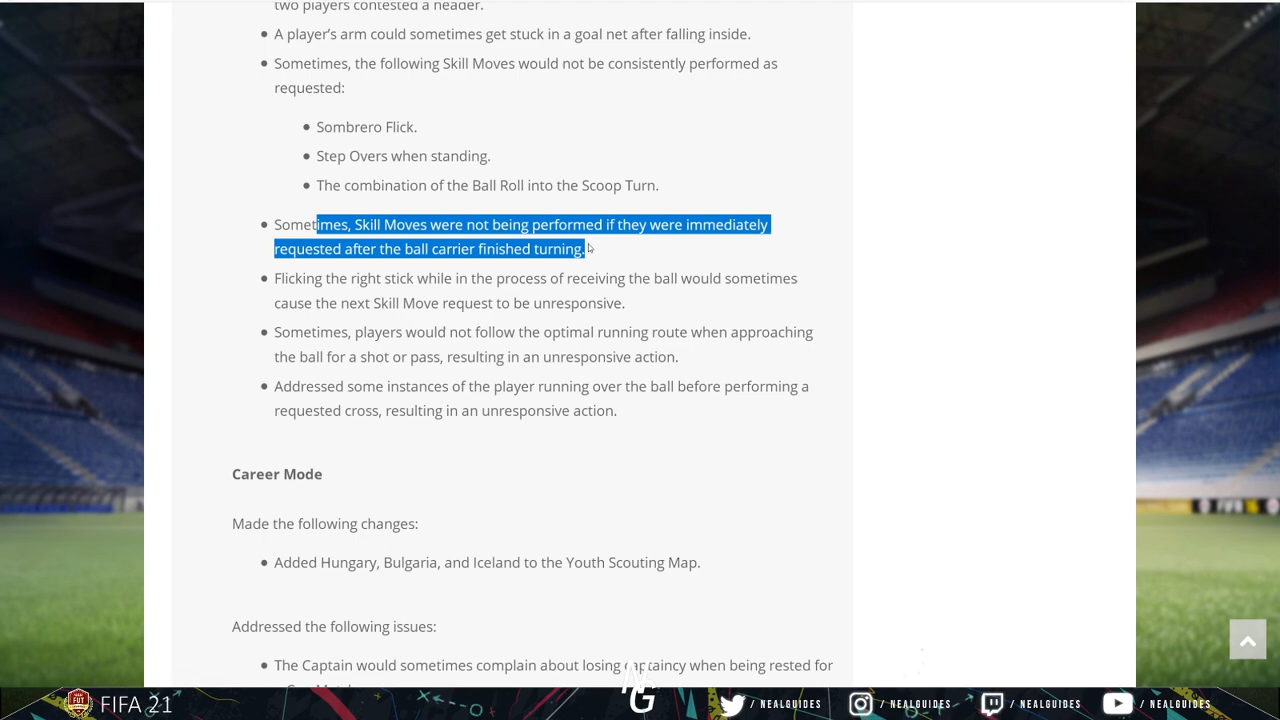 two players contested a header.
• A player’s arm could sometimes get stuck in a goal net after falling inside.
• Sometimes, the following Skill Moves would not be consistently performed as
requested:
• Sombrero Flick.
• Step Overs when standing.
• The combination of the Ball Roll into the Scoop Turn.
• Sometimes, Skill Moves were not being performed if they were immediately
requested after the ball carrier finished turning.
• Flicking the right stick while in the process of receiving the ball would sometimes
cause the next Skill Move request to be unresponsive.
• Sometimes, players would not follow the optimal running route when approaching
the ball for a shot or pass, resulting in an unresponsive action.
• Addressed some instances of the player running over the ball before performing a
requested cross, resulting in an unresponsive action.
Career Mode
Made the following changes:
• Added Hungary, Bulgaria, and Iceland to the Youth Scouting Map.
Addressed the following issues:
• The Captain would sometimes complain about losing captaincy when being rested for
FIFA 21
NG
/ NEALGUIDES
/ NEALGUIDES
/ NEALGUIDES
/ NEALGUIDES